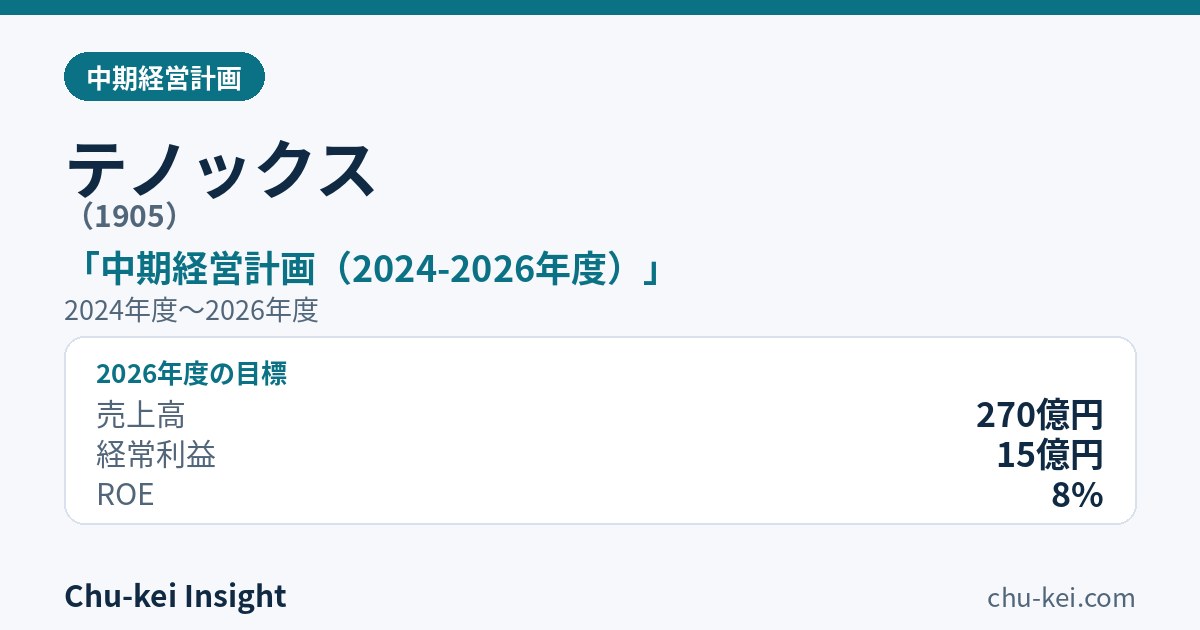 中期経営計画
テノックス
（1905）
「中期経営計画（2024-2026年度）」
2024年度〜2026年度
2026年度の目標
売上高 270億円
経常利益 15億円
ROE 8%
Chu-kei Insight chu-kei.com